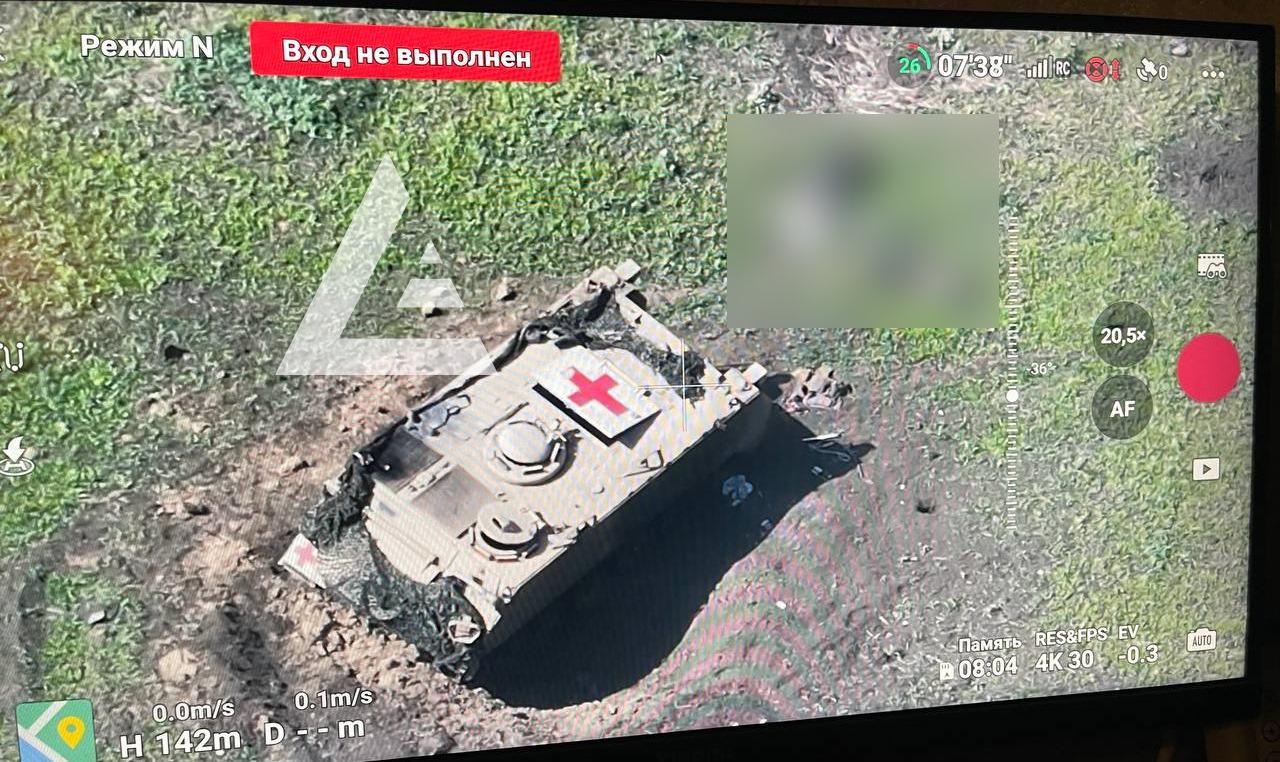 Режим N
Вход не выполнен
26
07'38"
RC
0
-36°
20,5×
AF
Память
08:04
RES&FPS
4K 30
EV
-0.3
AUTO
0.0m/s
0.1m/s
H 142m
D -- m